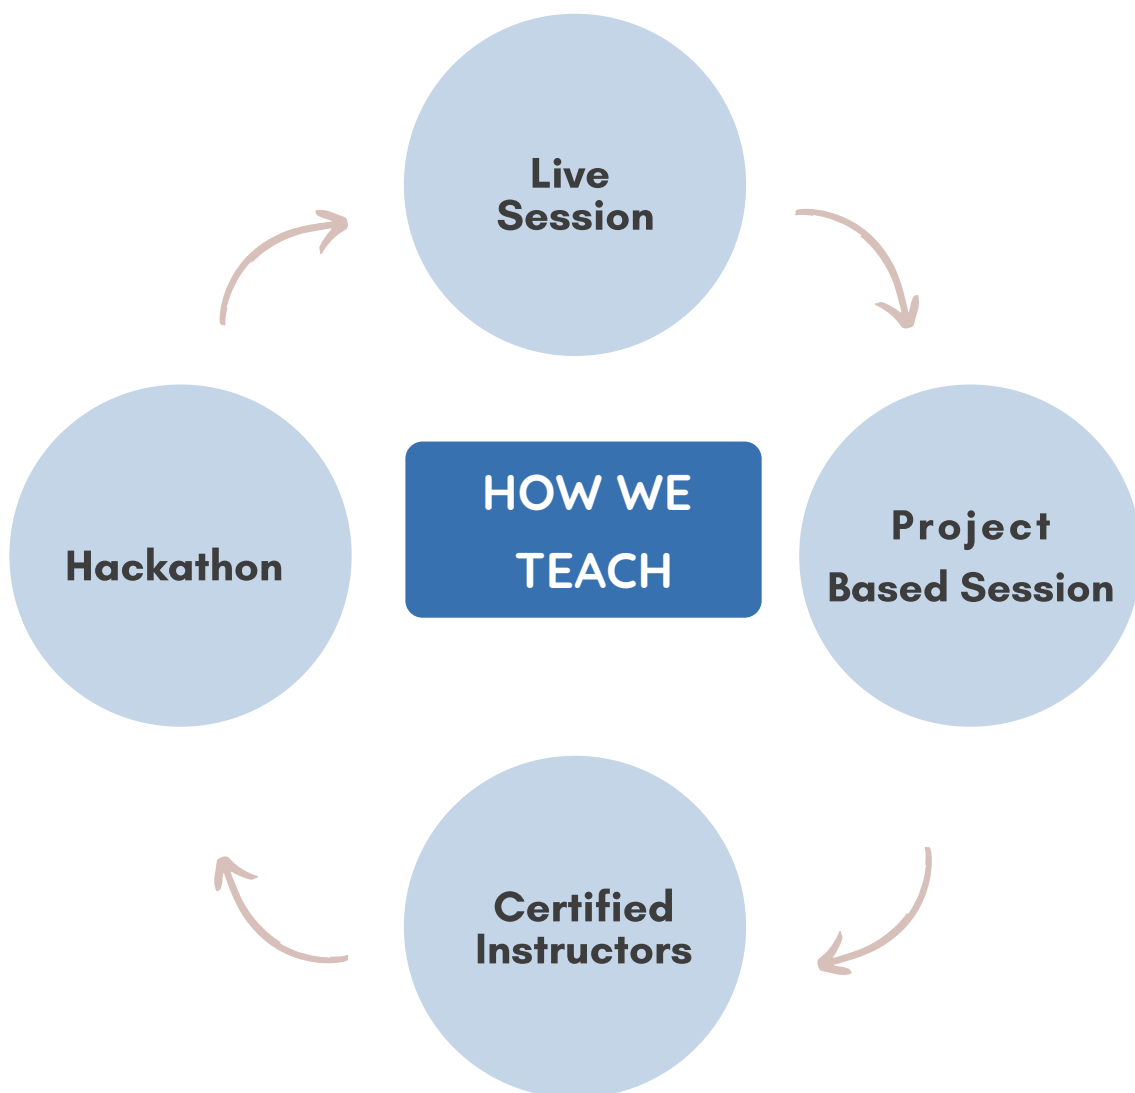 Live
Session
HOW WE
TEACH
Project
Based Session
Hackathon
Certified
Instructors